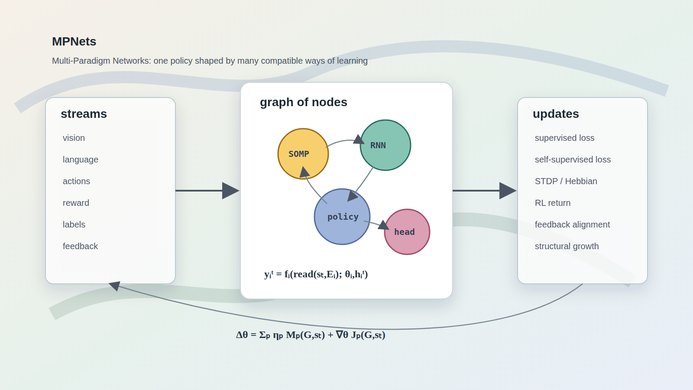 MPNets
Multi-Paradigm Networks: one policy shaped by many compatible ways of learning
streams
vision
language
actions
reward
labels
feedback
graph of nodes
SOMP
RNN
policy
head
yᵢᵗ = fᵢ(read(sₜ,Eᵢ); θᵢ,hᵢᵗ)
updates
supervised loss
self-supervised loss
STDP / Hebbian
RL return
feedback alignment
structural growth
Δθ = Σₚ ηₚ Mₚ(G,sₜ) + ∇θ Jₚ(G,sₜ)